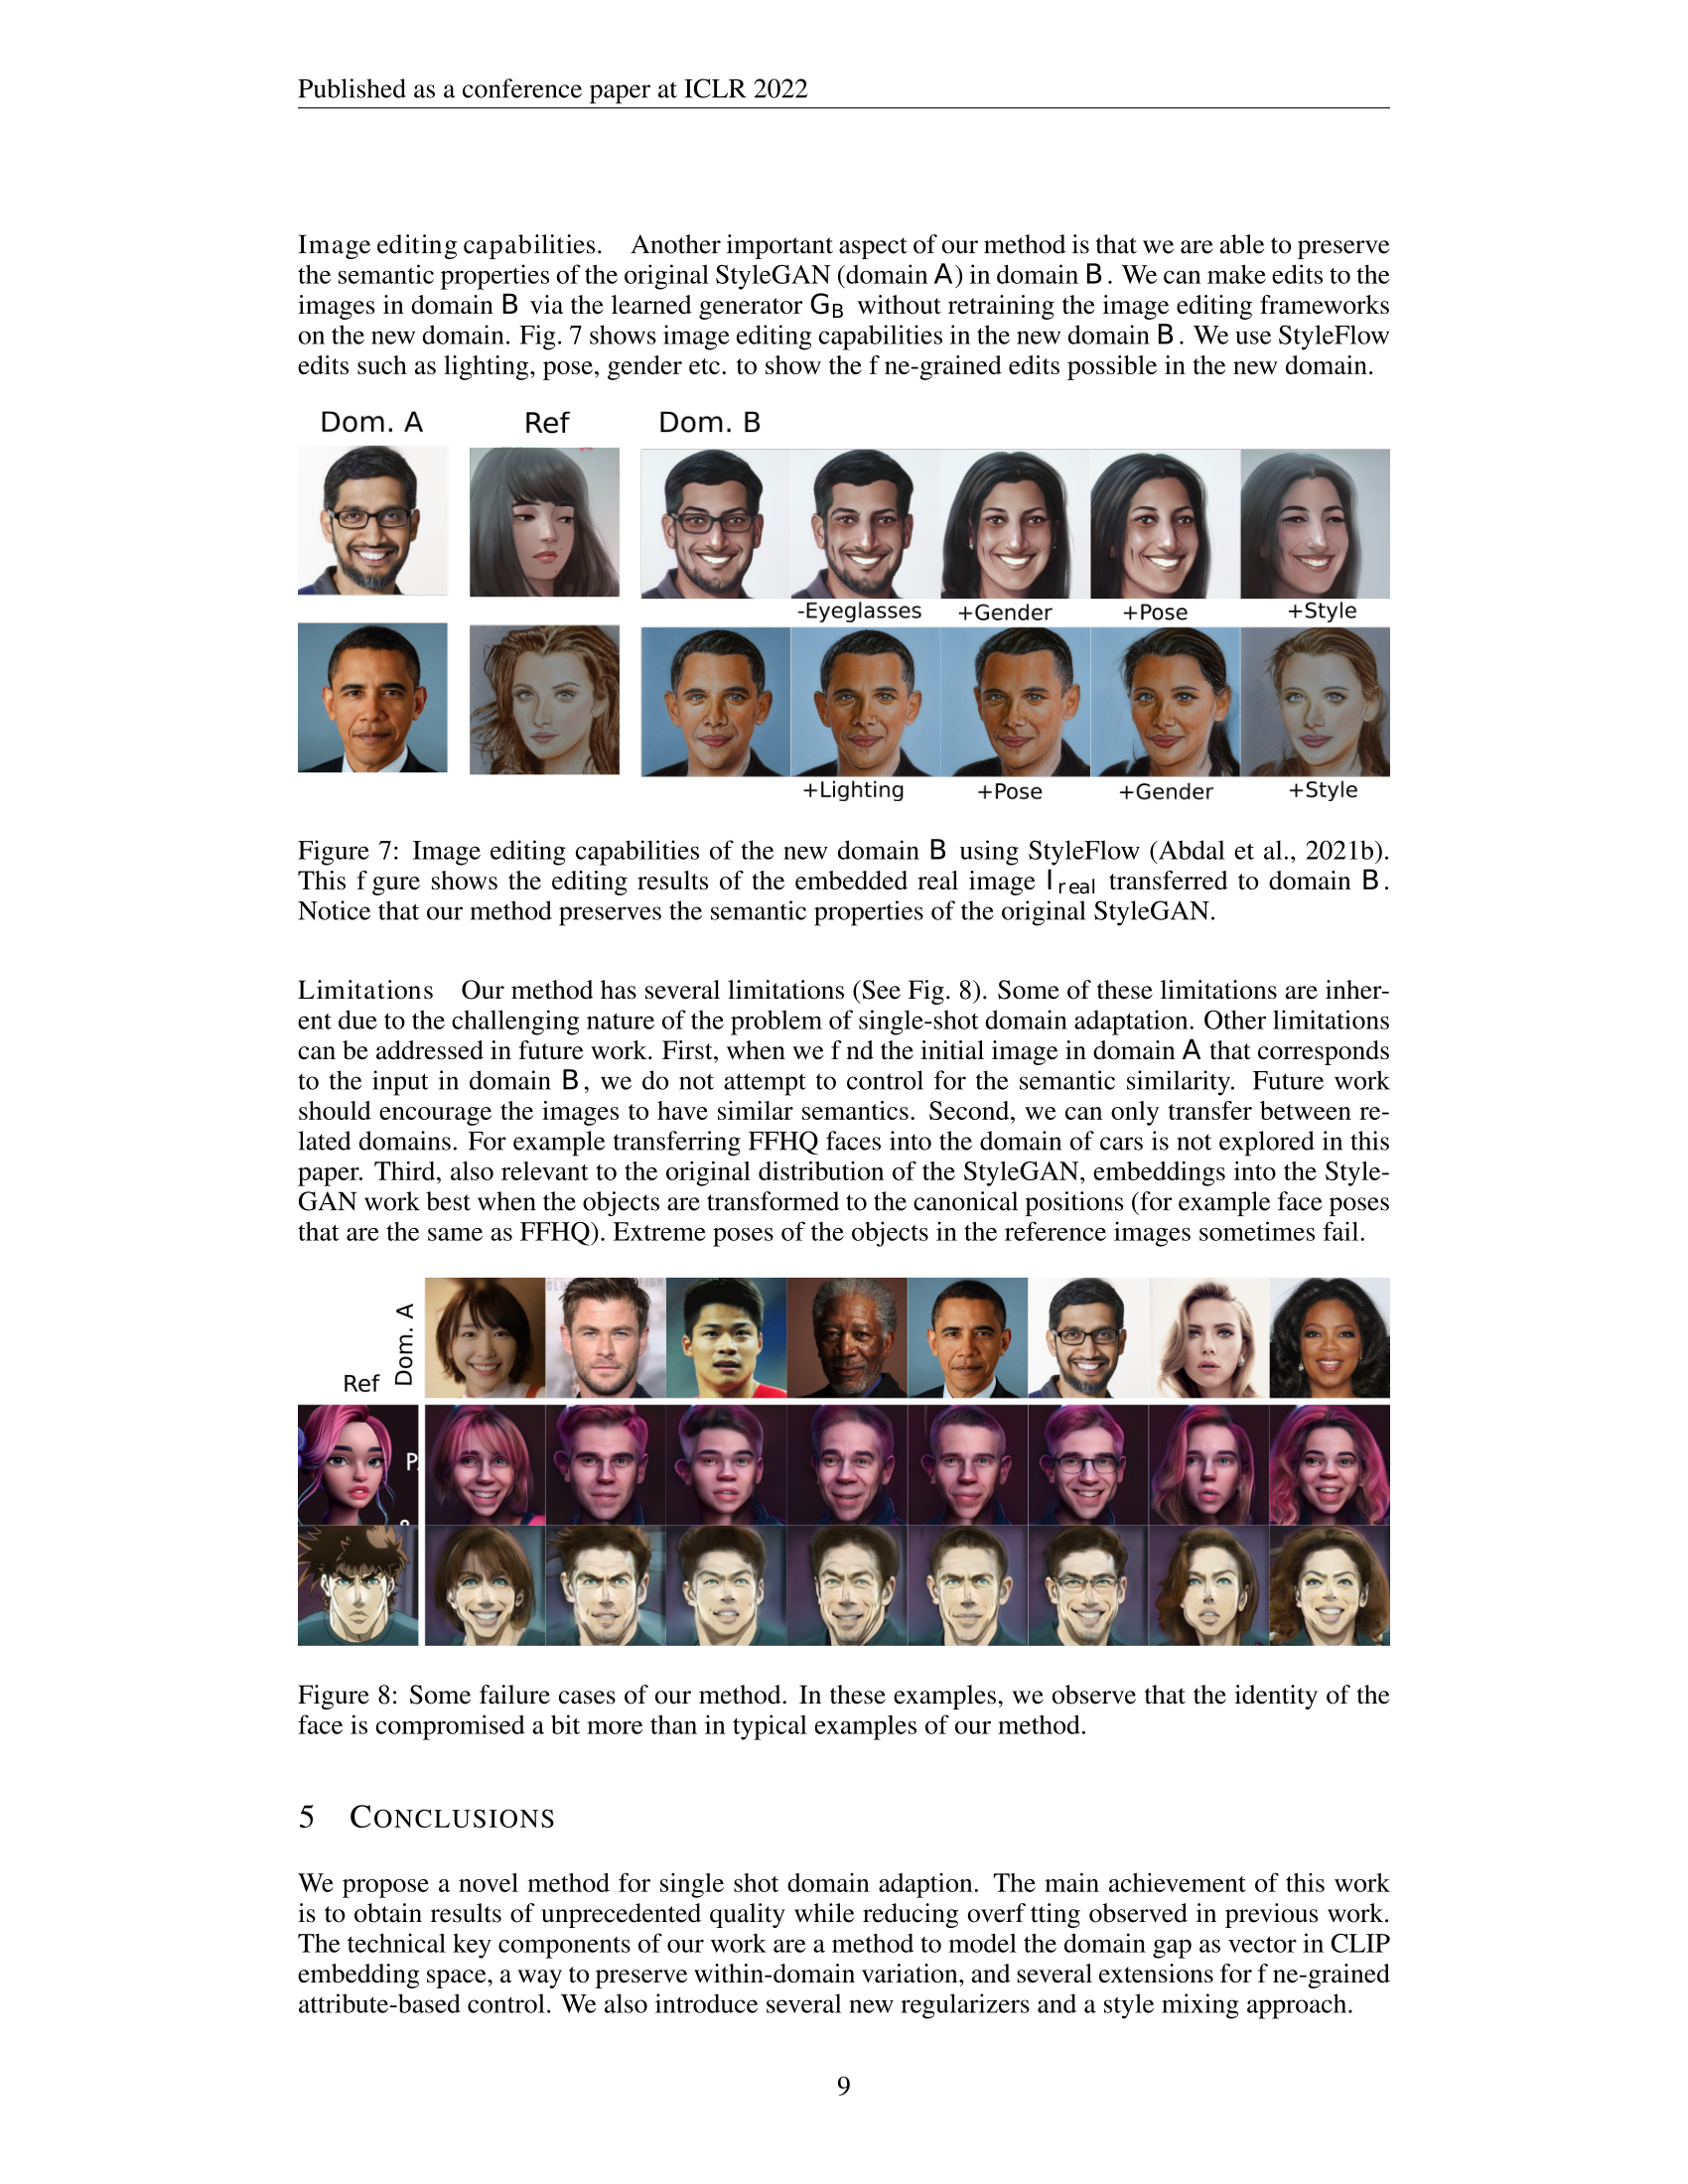 Published as a conference paper at ICLR 2022
Image editing capabilities. Another important aspect of our method is that we are able to preserve
the semantic properties of the original StyleGAN (domain A) in domain B. We can make edits to the
images in domain B via the learned generator GB without retraining the image editing frameworks
on the new domain. Fig. 7 shows image editing capabilities in the new domain B. We use StyleFlow
edits such as lighting, pose, gender etc. to show the f ne-grained edits possible in the new domain.
Dom. A Ref Dom. B
-Eyeglasses +Gender +Pose +Style
+Lighting +Pose +Gender +Style
Figure 7: Image editing capabilities of the new domain B using StyleFlow (Abdal et al., 2021b).
This f gure shows the editing results of the embedded real image Ireal transferred to domain B.
Notice that our method preserves the semantic properties of the original StyleGAN.
Limitations Our method has several limitations (See Fig. 8). Some of these limitations are inher-
ent due to the challenging nature of the problem of single-shot domain adaptation. Other limitations
can be addressed in future work. First, when we f nd the initial image in domain A that corresponds
to the input in domain B, we do not attempt to control for the semantic similarity. Future work
should encourage the images to have similar semantics. Second, we can only transfer between re-
lated domains. For example transferring FFHQ faces into the domain of cars is not explored in this
paper. Third, also relevant to the original distribution of the StyleGAN, embeddings into the Style-
GAN work best when the objects are transformed to the canonical positions (for example face poses
that are the same as FFHQ). Extreme poses of the objects in the reference images sometimes fail.
Dom. A
Ref
P
Figure 8: Some failure cases of our method. In these examples, we observe that the identity of the
face is compromised a bit more than in typical examples of our method.
5 CONCLUSIONS
We propose a novel method for single shot domain adaption. The main achievement of this work
is to obtain results of unprecedented quality while reducing overf tting observed in previous work.
The technical key components of our work are a method to model the domain gap as vector in CLIP
embedding space, a way to preserve within-domain variation, and several extensions for f ne-grained
attribute-based control. We also introduce several new regularizers and a style mixing approach.
9